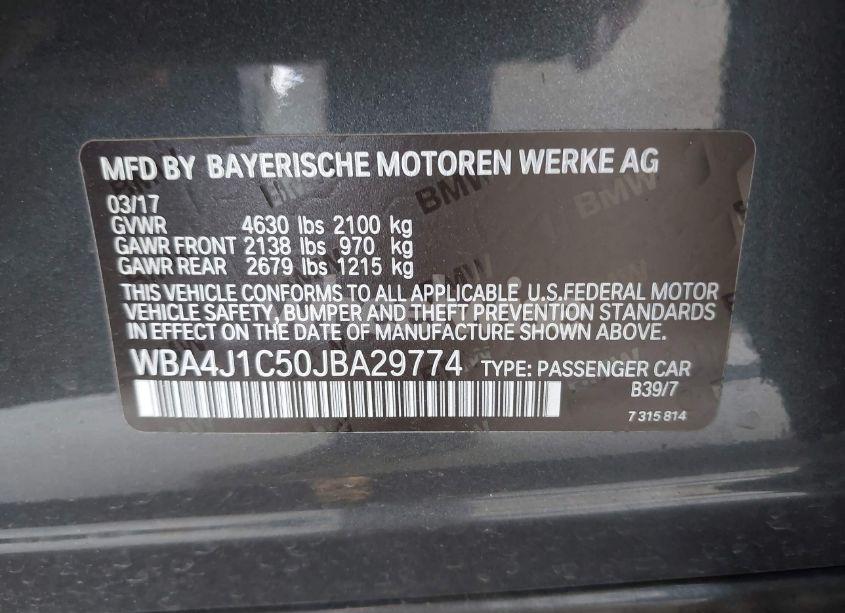 MFD BY BAYERISCHE MOTOREN WERKE AG
03/17
GVWR 4630 lbs 2100 kg
GAWR FRONT 2138 lbs 970 kg
GAWR REAR 2679 lbs 1215 kg
THIS VEHICLE CONFORMS TO ALL APPLICABLE U.S.FEDERAL MOTOR
VEHICLE SAFETY, BUMPER AND THEFT PREVENTION STANDARDS
IN EFFECT ON THE DATE OF MANUFACTURE SHOWN ABOVE.
WBA4J1C50JBA29774 TYPE: PASSENGER CAR
B39/7
7 315 814